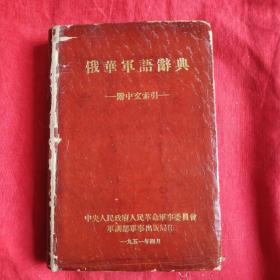 俄華軍語辭典
—附中文索引—
中央人民政府人民革命軍事委員會
軍訓部軍事出版局印
一九五一年四月